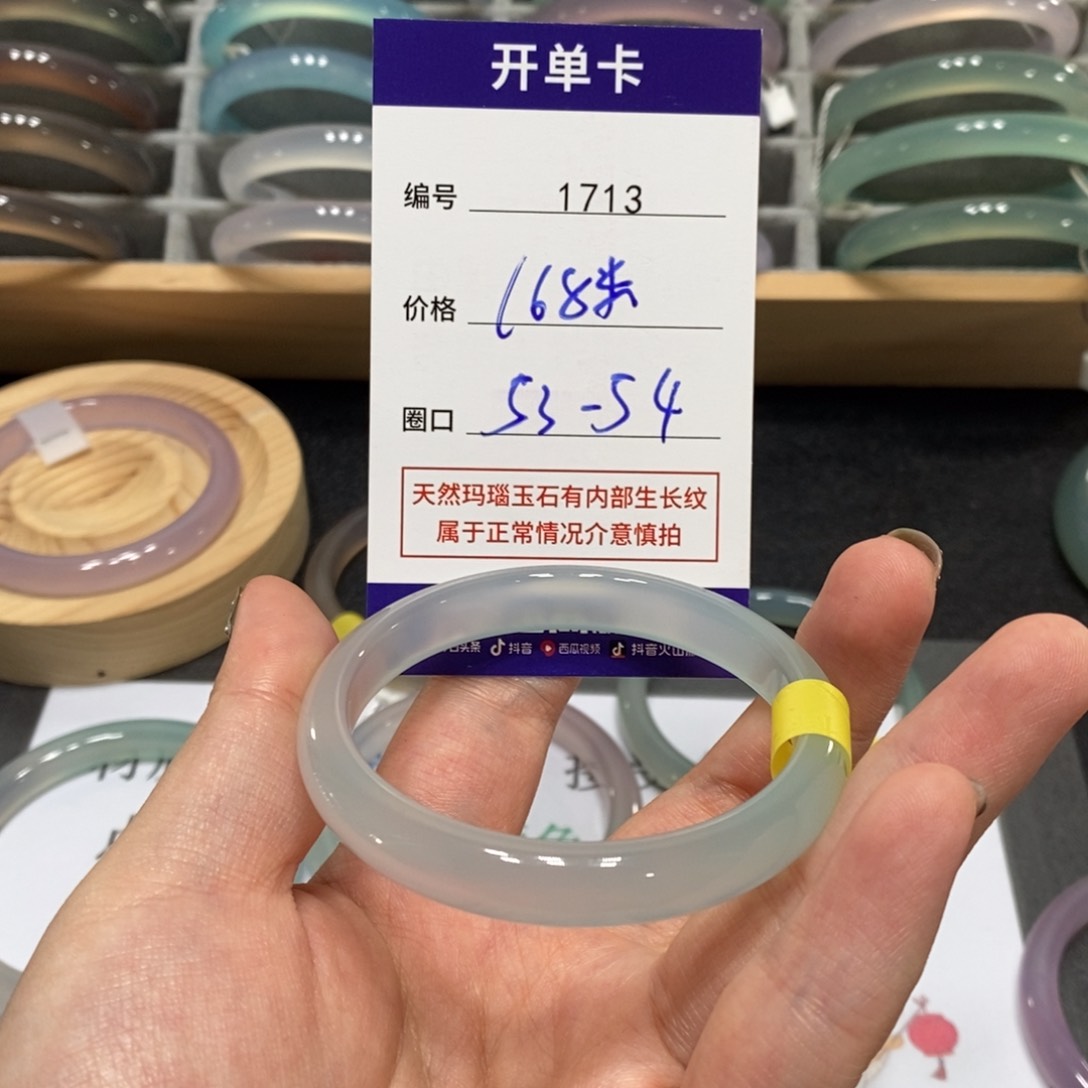 开单卡
编号 1713
价格 168米
圈口 53-54
天然玛瑙玉石有内部生长纹
属于正常情况介意慎拍
头条 抖音 西瓜视频 抖音火山